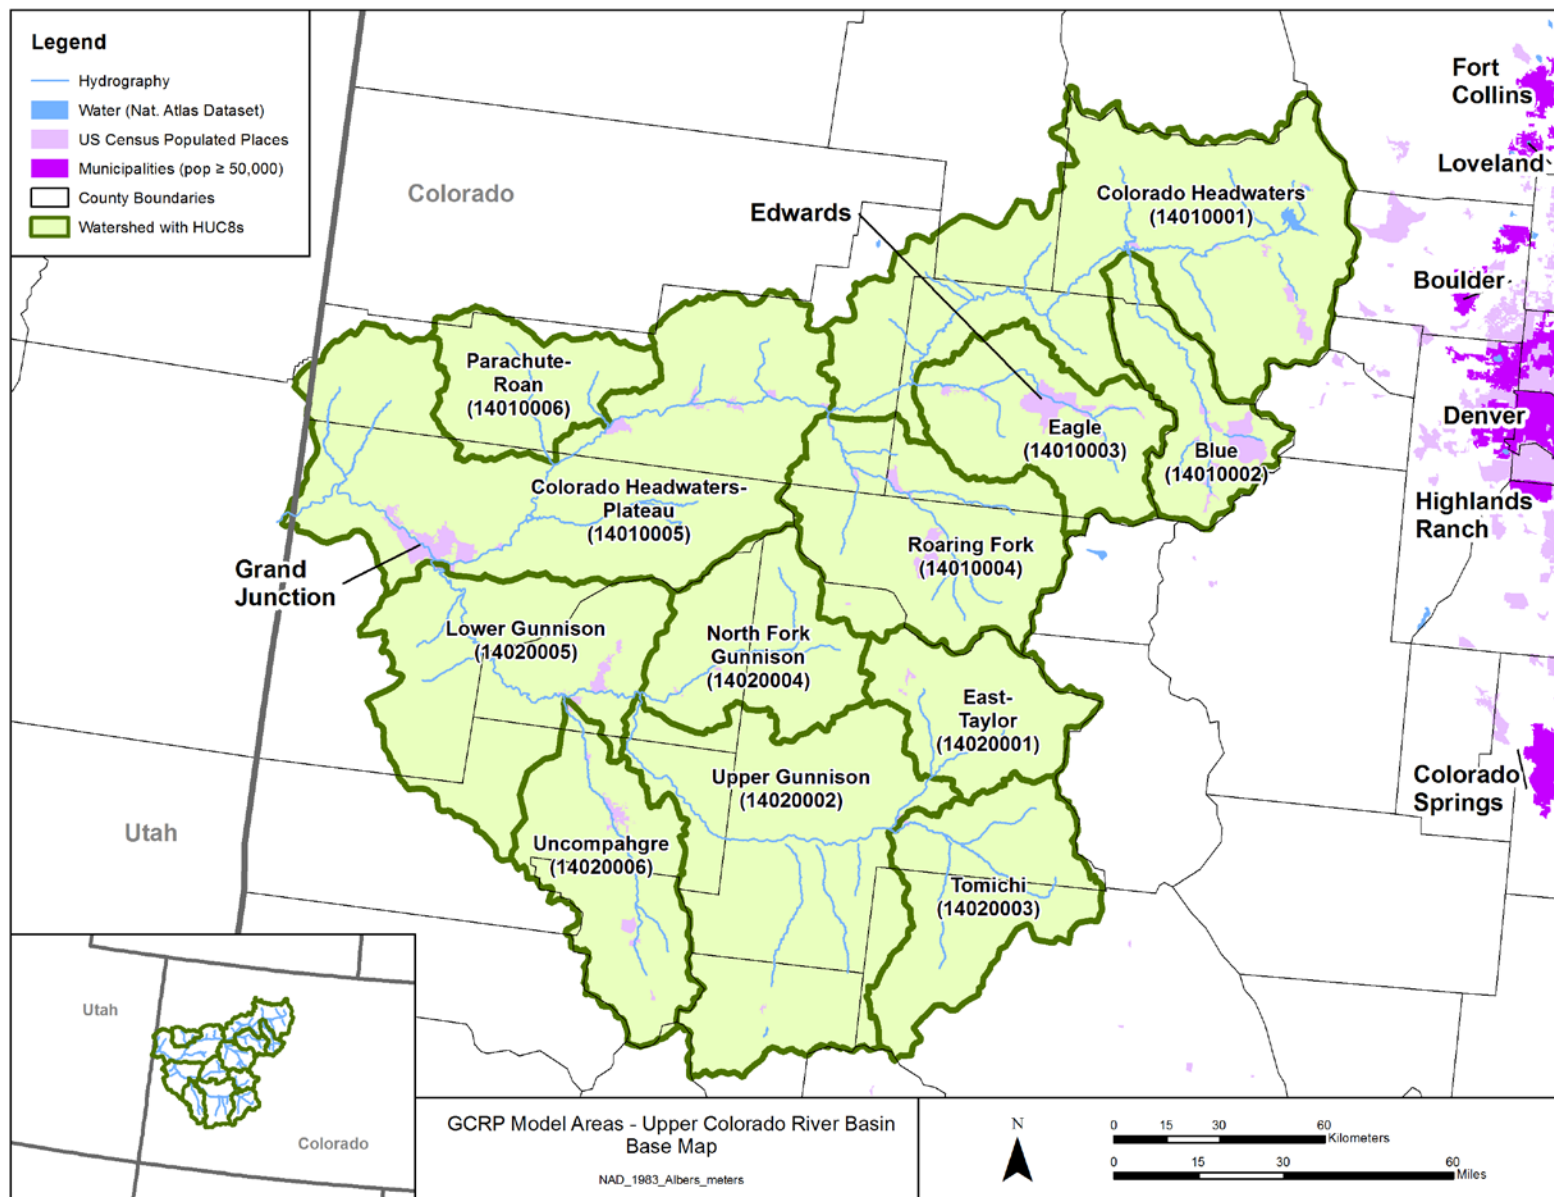 Legend
Hydrography
Water (Nat. Atlas Dataset)
US Census Populated Places
Municipalities (pop ≥ 50,000)
County Boundaries
Watershed with HUC8s
Colorado
Edwards
Colorado Headwaters
(14010001)
Fort
Collins
Loveland
Boulder
Denver
Highlands
Ranch
Colorado
Springs
Parachute-
Roan
(14010006)
Eagle
(14010003)
Blue
(14010002)
Colorado Headwaters-
Plateau
(14010005)
Roaring Fork
(14010004)
Grand
Junction
Lower Gunnison
(14020005)
North Fork
Gunnison
(14020004)
East-
Taylor
(14020001)
Upper Gunnison
(14020002)
Utah
Uncompahgre
(14020006)
Tomichi
(14020003)
Utah
Colorado
GCRP Model Areas - Upper Colorado River Basin
Base Map
NAD_1983_Albers_meters
N
0 15 30 60
Kilometers
0 15 30 60
Miles